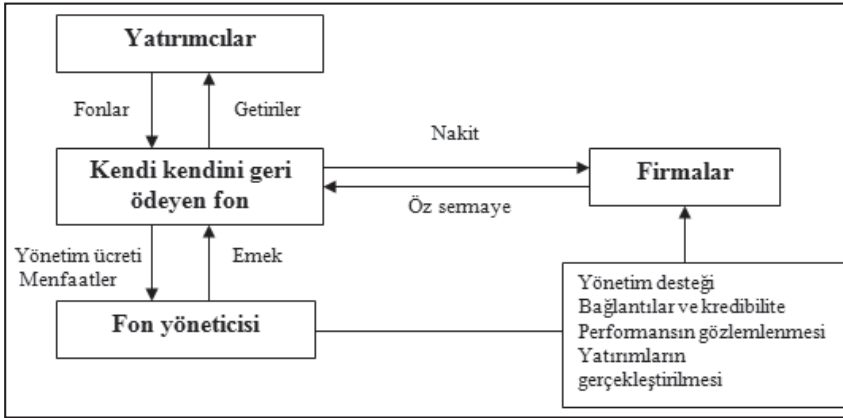 Yatırımcılar
Fonlar
Getiriler
Nakit
Kendi kendini geri
ödeyen fon
Firmalar
Öz sermaye
Yönetim ücreti
Menfaatler
Emek
Fon yöneticisi
Yönetim desteği
Bağlantılar ve kredibilite
Performansın gözlemlenmesi
Yatırımların
gerçekleştirilmesi